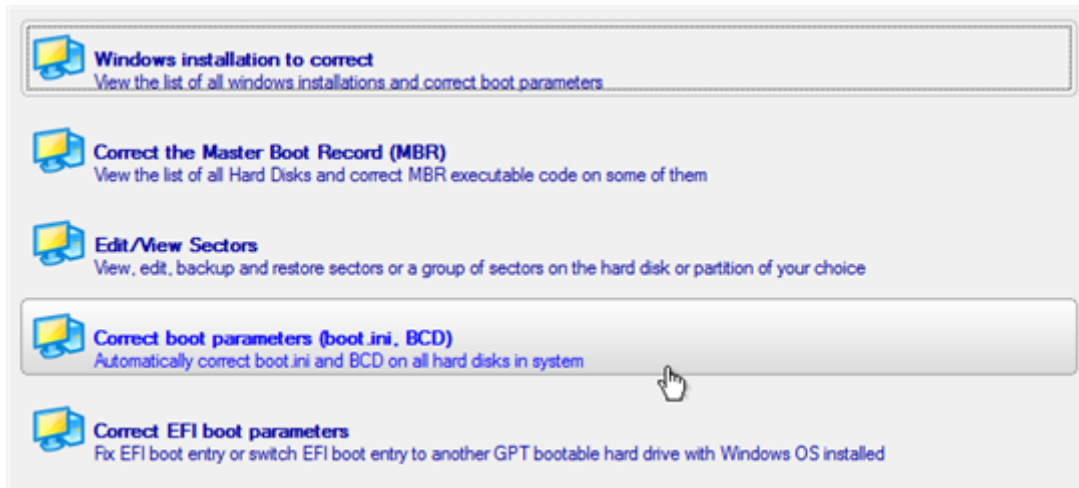 Windows installation to correct
View the list of all windows installations and correct boot parameters
Correct the Master Boot Record (MBR)
View the list of all Hard Disks and correct MBR executable code on some of them
Edit/View Sectors
View, edit, backup and restore sectors or a group of sectors on the hard disk or partition of your choice
Correct boot parameters (boot.ini, BCD)
Automatically correct boot.ini and BCD on all hard disks in system
Correct EFI boot parameters
Fix EFI boot entry or switch EFI boot entry to another GPT bootable hard drive with Windows OS installed